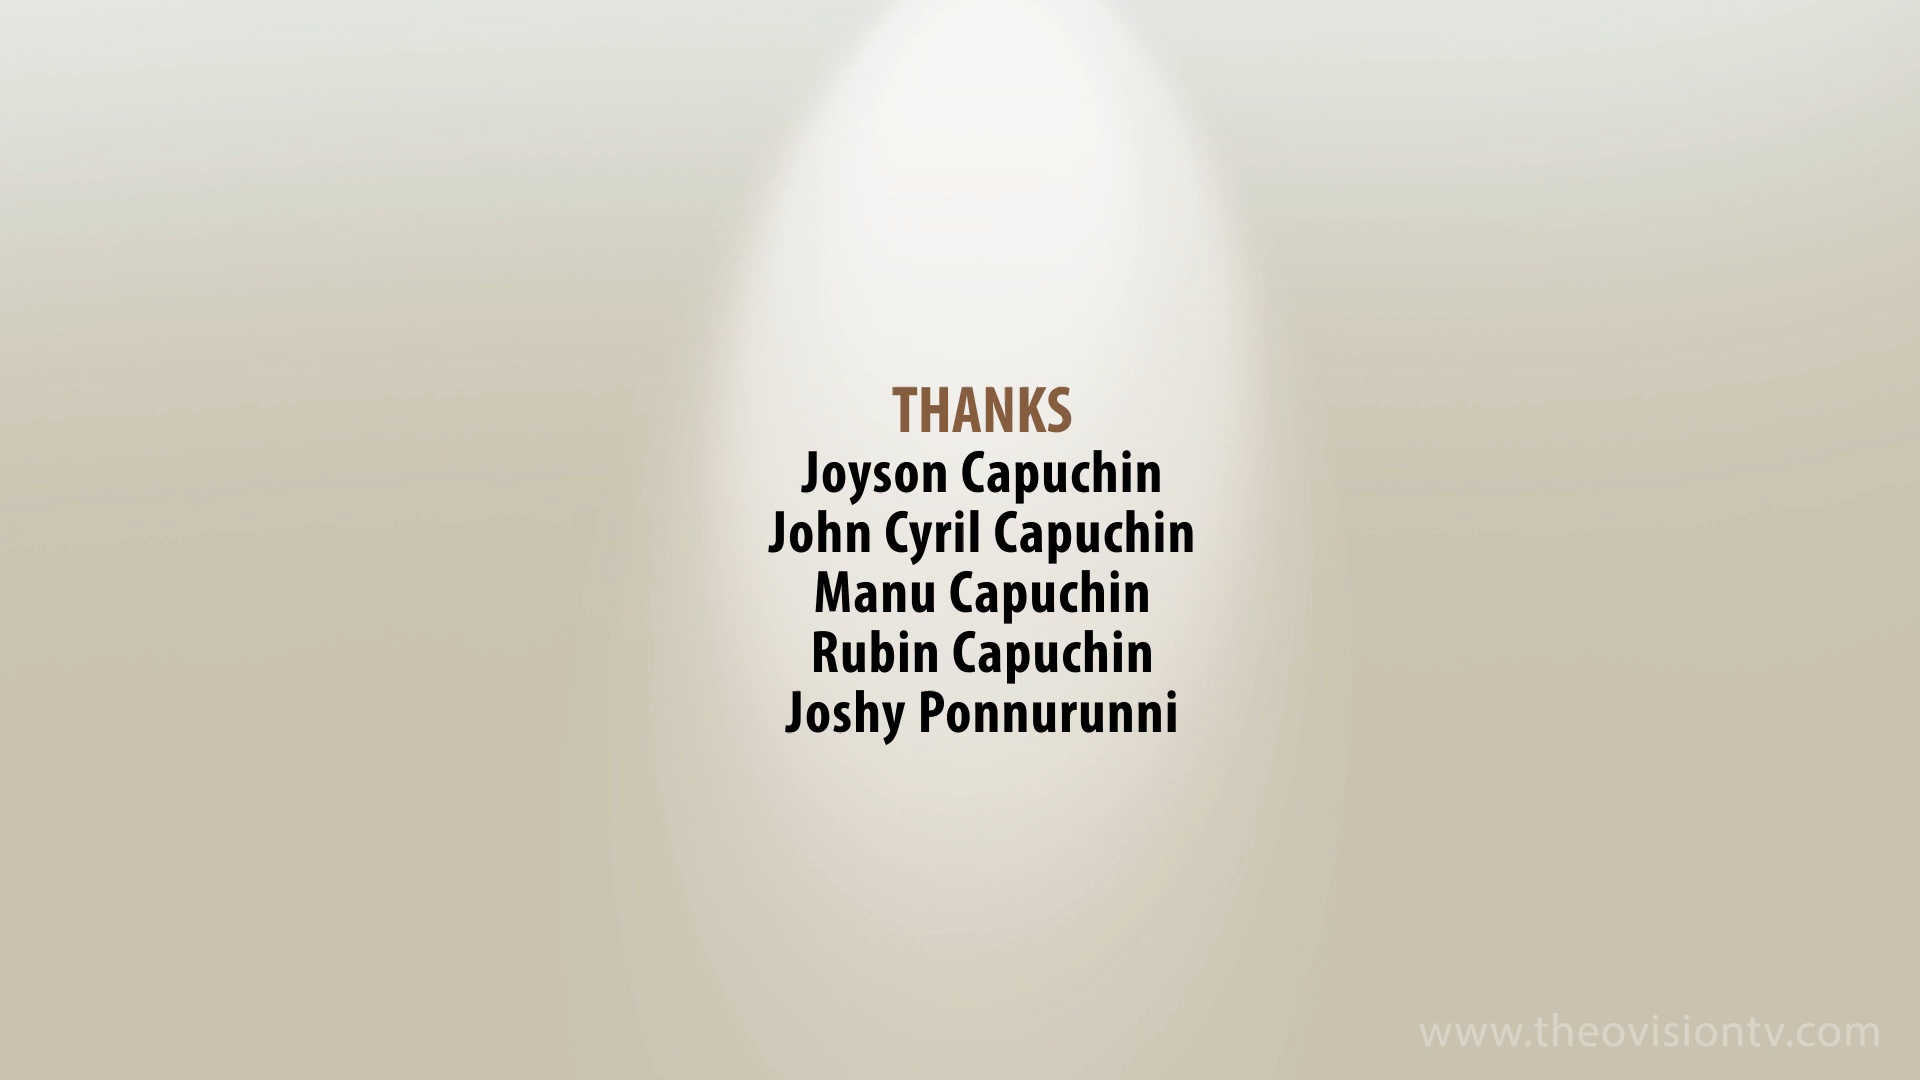 THANKS
Joyson Capuchin
John Cyril Capuchin
Manu Capuchin
Rubin Capuchin
Joshy Ponnurunni
www.theovisiontv.com